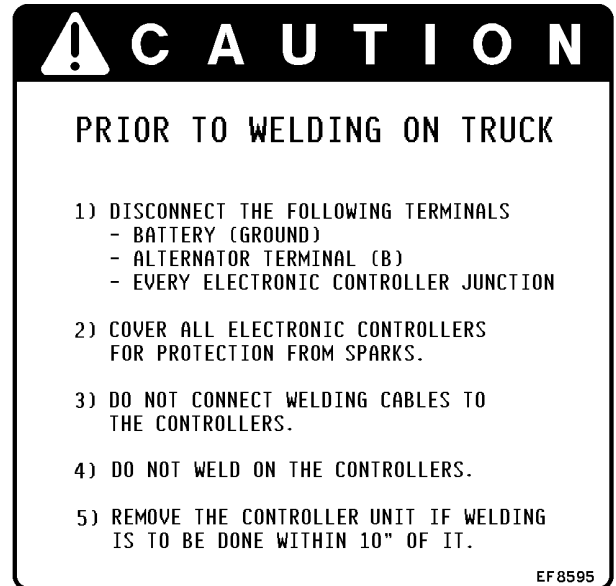 CAUTION
PRIOR TO WELDING ON TRUCK
1) DISCONNECT THE FOLLOWING TERMINALS
- BATTERY (GROUND)
- ALTERNATOR TERMINAL (B)
- EVERY ELECTRONIC CONTROLLER JUNCTION
2) COVER ALL ELECTRONIC CONTROLLERS
FOR PROTECTION FROM SPARKS.
3) DO NOT CONNECT WELDING CABLES TO
THE CONTROLLERS.
4) DO NOT WELD ON THE CONTROLLERS.
5) REMOVE THE CONTROLLER UNIT IF WELDING
IS TO BE DONE WITHIN 10" OF IT.
EF8595